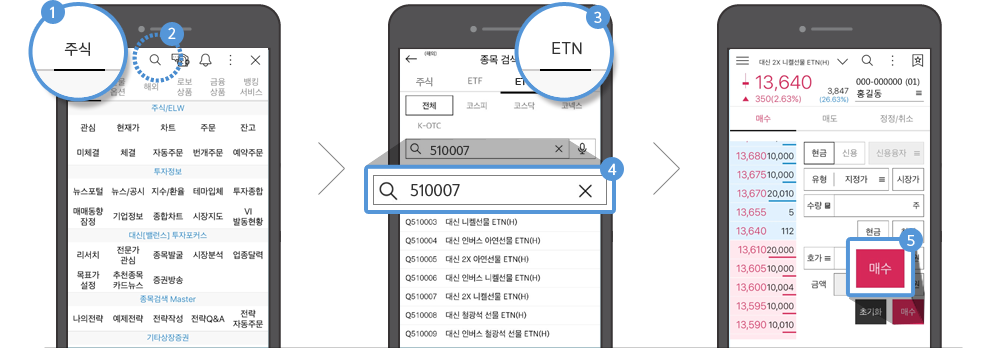 1
주식
2
해외
로보
상품
금융
상품
뱅킹
서비스
주식/ELW
관심 현재가 차트 주문 잔고
미체결 체결 자동주문 번개주문 예약주문
투자정보
뉴스포털 뉴스/공시 지수/환율 테마업체 투자종합
매매동향
잠정
기업정보 종합차트 시장지도
VI
발동현황
대신[밸런스] 투자포커스
리서치
전문가
관심
종목발굴 시장분석 업종달력
목표가
설정
추천종목
카드뉴스
증권방송
종목검색 Master
나의전략 예제전략 전략작성 전략Q&A
전략
자동주문
기타상장증권
3
ETN
(해외)
종목 검색
주식 ETF
전체 코스피 코스닥 코넥스
K-OTC
510007
4
510007
Q510003 대신 니켈선물 ETN(H)
Q510004 대신 인버스 아연선물 ETN(H)
Q510005 대신 2X 아연선물 ETN(H)
Q510006 대신 인버스 니켈선물 ETN(H)
Q510007 대신 2X 니켈선물 ETN(H)
Q510008 대신 철광석 선물 ETN(H)
Q510009 대신 인버스 철광석 선물 ETN(H)
대신 2X 니켈선물 ETN(H)
13,640
350(2.63%)
3,847
(26.63%)
000-000000 (01)
홍길동
매수 매도 정정/취소
13,680 10,000
13,675 10,000
13,670 20,010
13,655 5
13,640 112
13,610 20,000
13,605 10,000
13,600 10,004
13,595 10,000
13,590 10,010
현금 신용 신용융자
유형 지정가 시장가
수량 주
현금
호가
금액
5
매수
초기화 매수